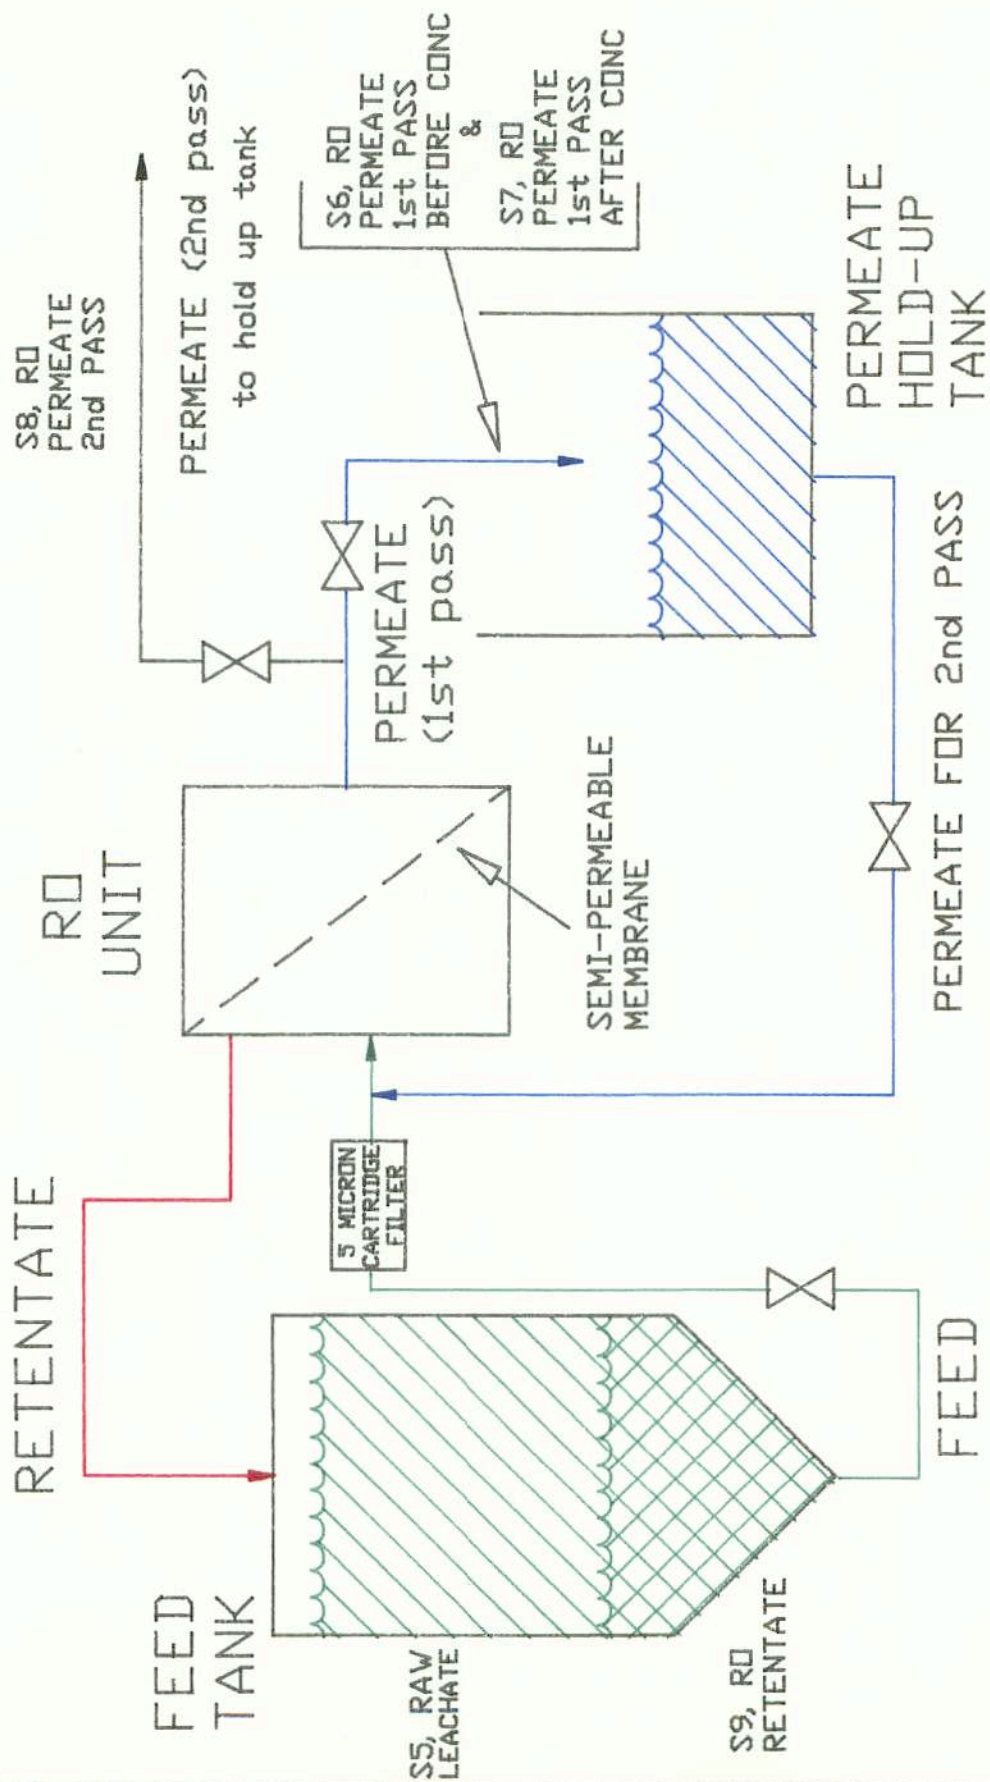 FEED
TANK
S5, RAW
LEACHATE
S9, RO
RETENTATE
RETENTATE
5 MICRON
CARTRIDGE
FILTER
FEED
RO
UNIT
SEMI-PERMEABLE
MEMBRANE
PERMEATE
(1st pass)
S8, RO
PERMEATE
2nd PASS
PERMEATE (2nd pass)
to hold up tank
S6, RO
PERMEATE
1st PASS
BEFORE CONC
&
S7, RO
PERMEATE
1st PASS
AFTER CONC
PERMEATE
HOLD-UP
TANK
PERMEATE FOR 2nd PASS